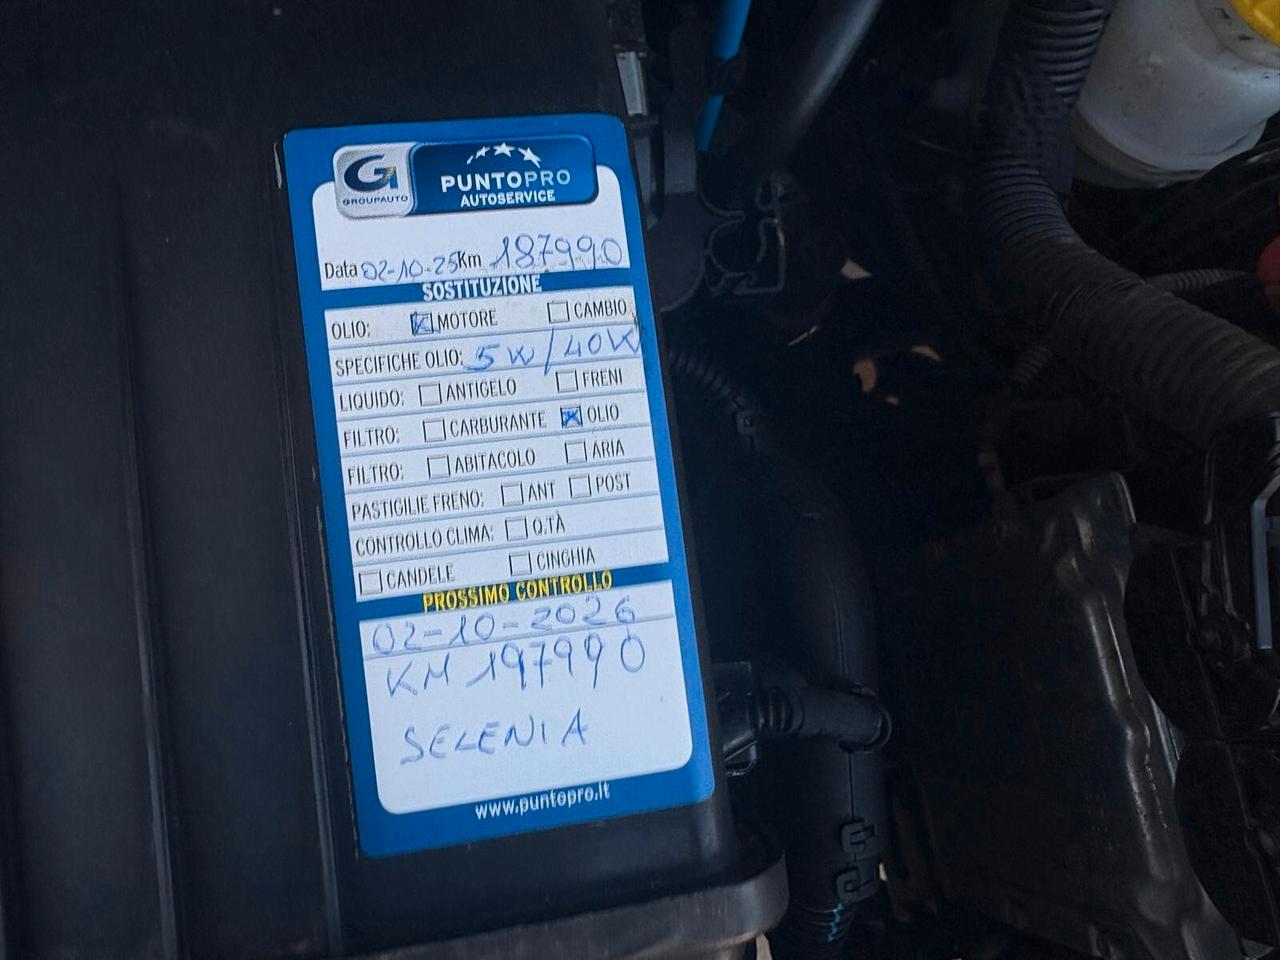 G1
GROUPAUTO
PUNTOPRO
AUTOSERVICE
Data 02-10-25 Km 187990
SOSTITUZIONE
OLIO: MOTORE CAMBIO
SPECIFICHE OLIO: 5W/40W
LIQUIDO: ANTIGELO FRENI
FILTRO: CARBURANTE OLIO
FILTRO: ABITACOLO ARIA
PASTIGILIE FRENO: ANT POST
CONTROLLO CLIMA: Q.TÀ
CANDELE CINGHIA
PROSSIMO CONTROLLO
02-10-2026
KM 197990
SELENIA
www.puntopro.it